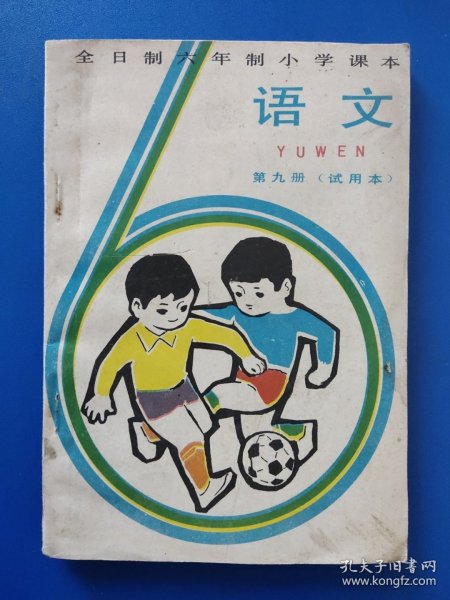 全日制六年制小学课本
语文
YUWEN
第九册（试用本）
孔夫子旧书网
www.kongfz.com